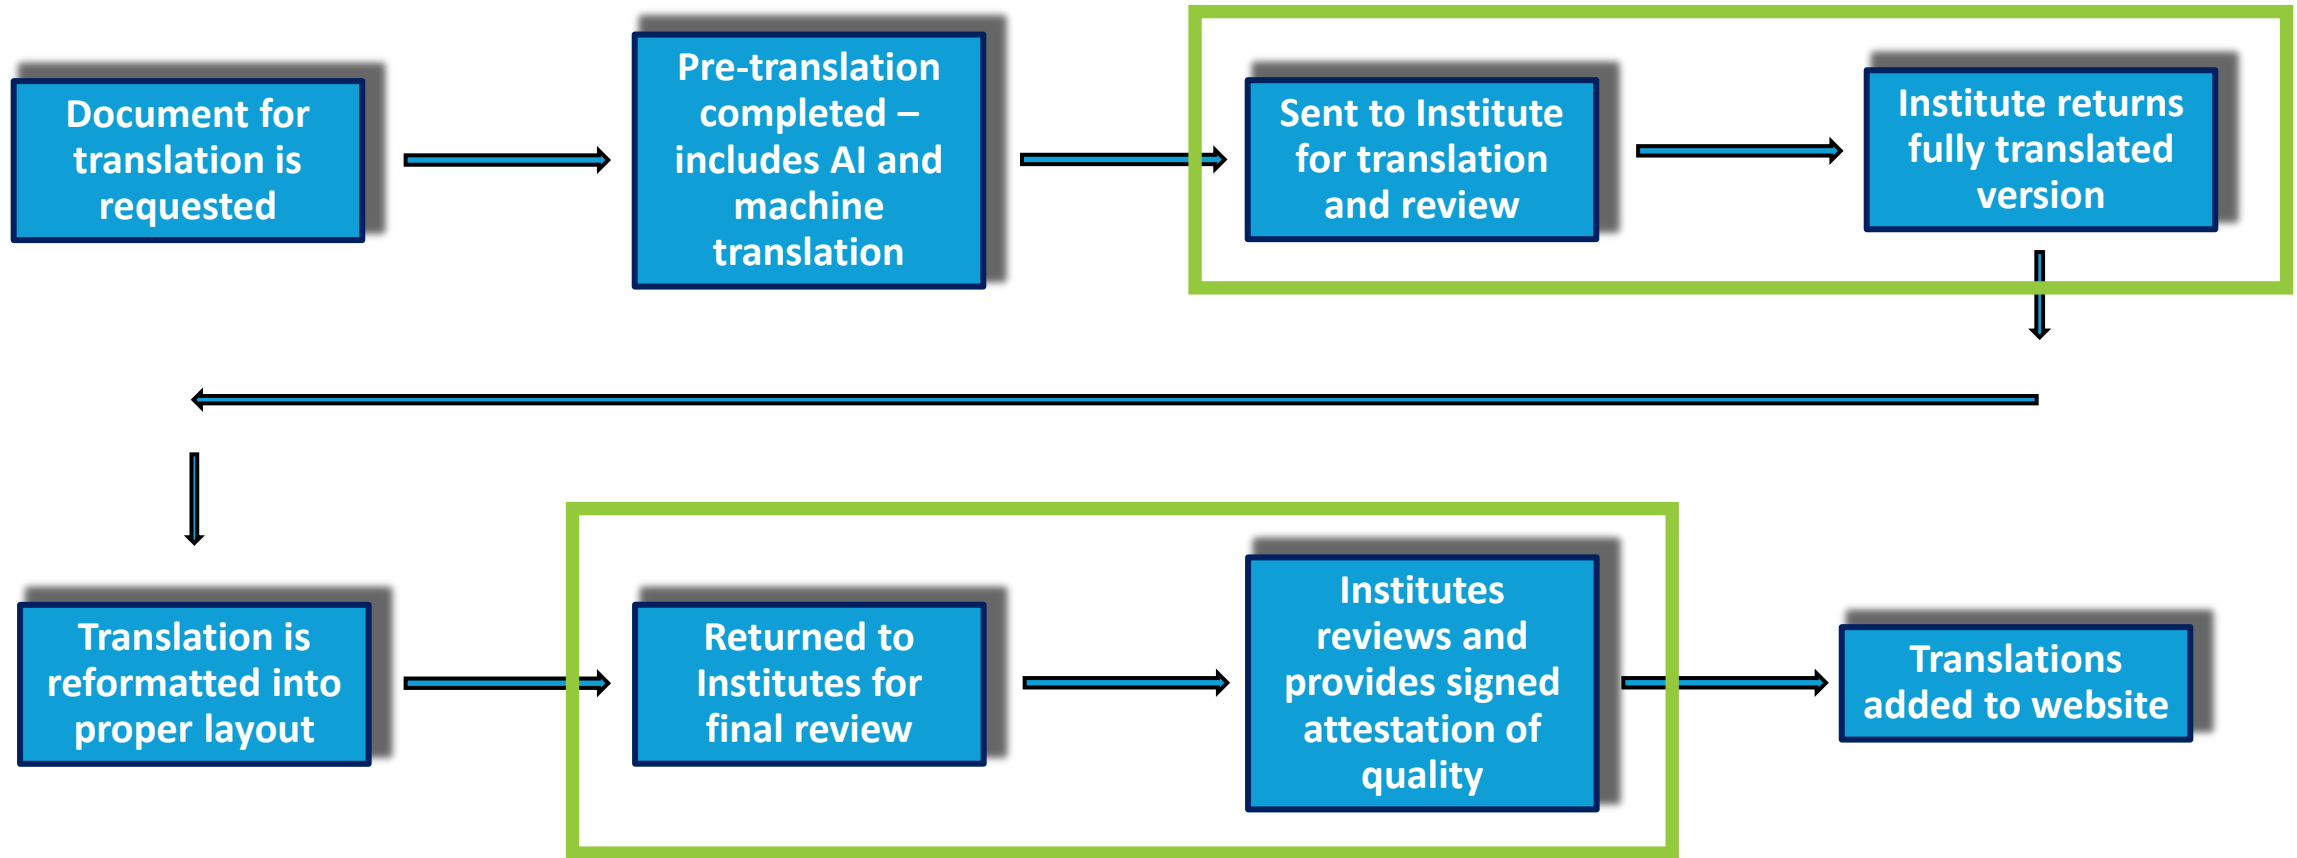 Document for
translation is
requested
Pre-translation
completed –
includes AI and
machine
translation
Sent to Institute
for translation
and review
Institute returns
fully translated
version
Translation is
reformatted into
proper layout
Returned to
Institutes for
final review
Institutes
reviews and
provides signed
attestation of
quality
Translations
added to website